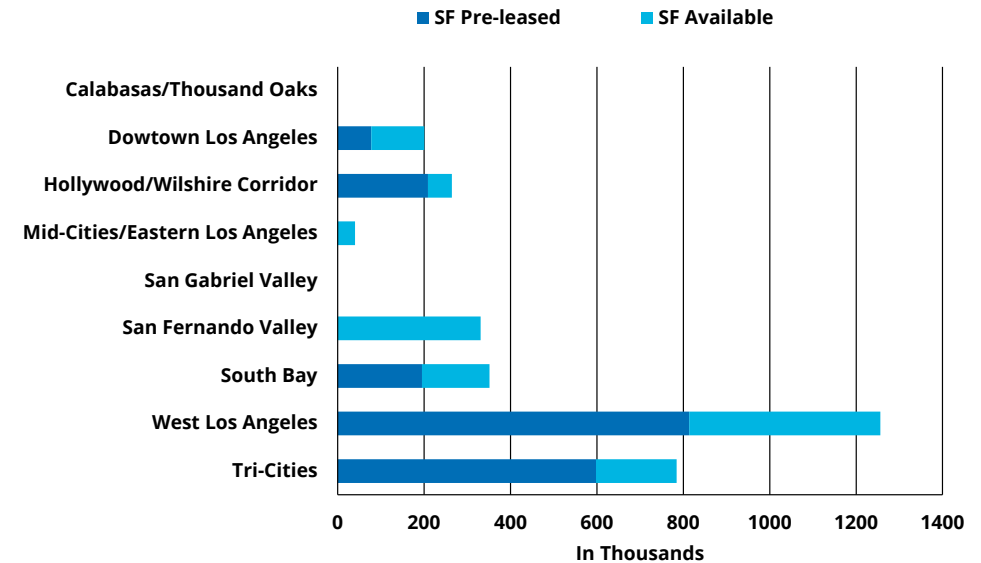 SF Pre-leased SF Available
Calabasas/Thousand Oaks
Dowtown Los Angeles
Hollywood/Wilshire Corridor
Mid-Cities/Eastern Los Angeles
San Gabriel Valley
San Fernando Valley
South Bay
West Los Angeles
Tri-Cities
0 200 400 600 800 1000 1200 1400
In Thousands